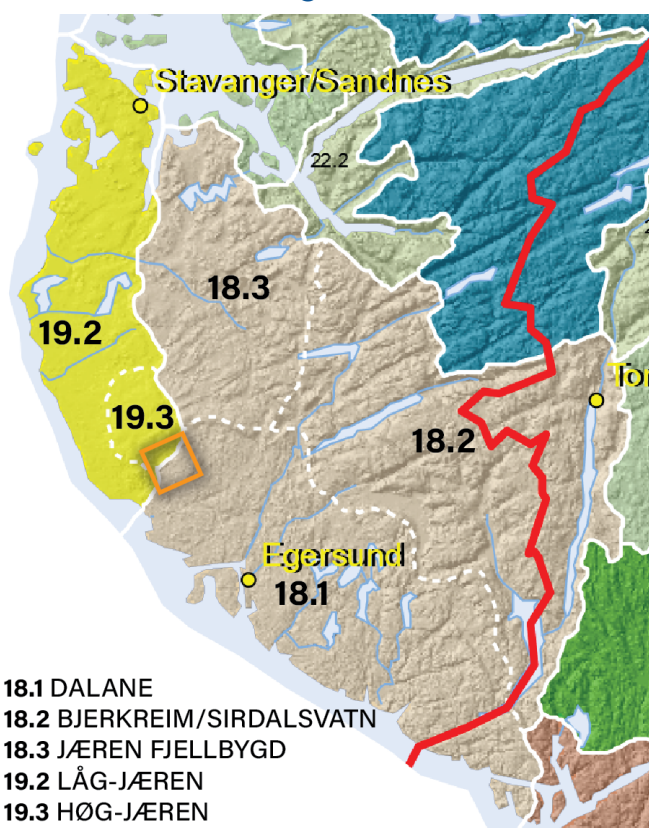 Stavanger/Sandnes
22.2
18.3
19.2
19.3
18.2
Egersund
18.1
18.1 DALANE
18.2 BJERKREIM/SIRDALSVATN
18.3 JÆREN FJELLBYGD
19.2 LÅG-JÆREN
19.3 HØG-JÆREN